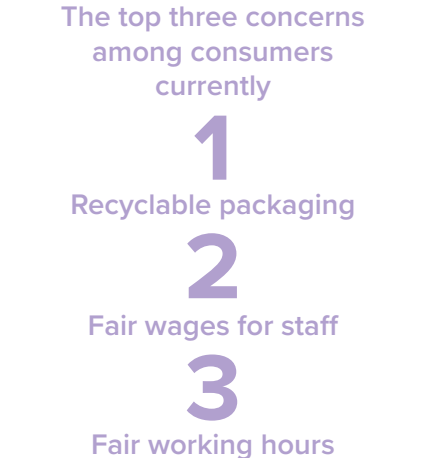 The top three concerns
among consumers
currently
1
Recyclable packaging
2
Fair wages for staff
3
Fair working hours